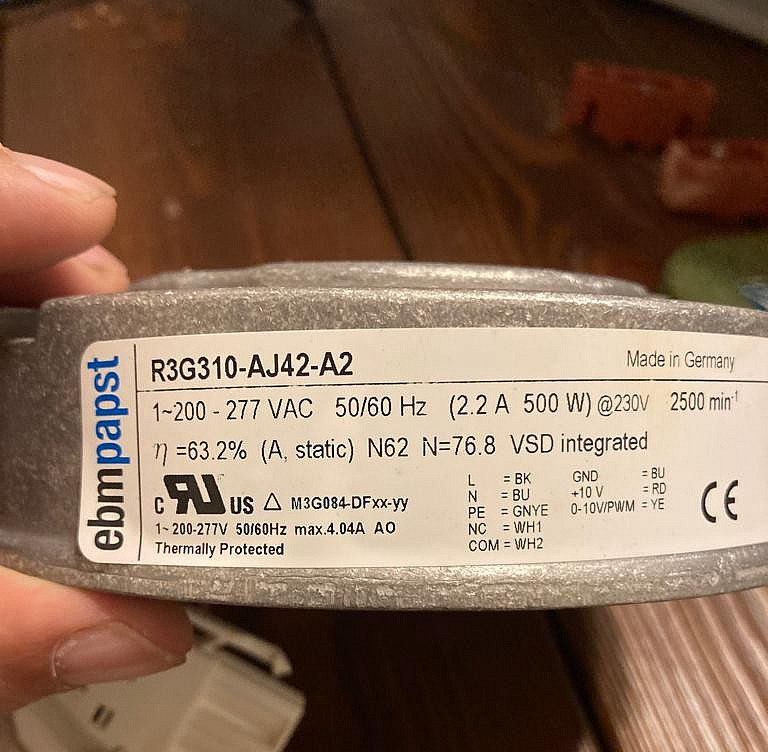 ebmpapst
R3G310-AJ42-A2
Made in Germany
1~200 - 277 VAC 50/60 Hz (2.2 A 500 W) @230V 2500 min⁻¹
η =63.2% (A, static) N62 N=76.8 VSD integrated
c RU US △ M3G084-DFxx-yy
1~ 200-277V 50/60Hz max.4.04A AO
Thermally Protected
L = BK
N = BU
PE = GNYE
NC = WH1
COM = WH2
GND = BU
+10 V = RD
0-10V/PWM = YE
CE